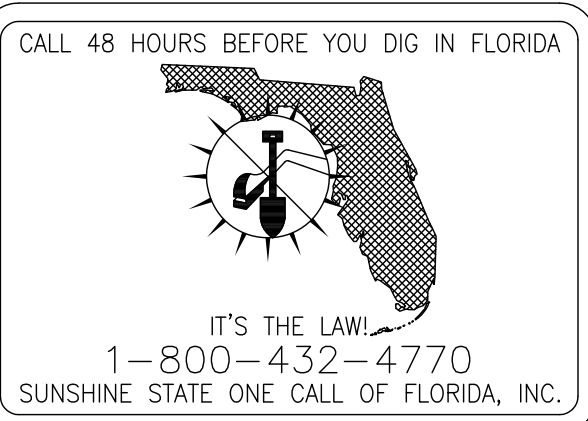 CALL 48 HOURS BEFORE YOU DIG IN FLORIDA
IT'S THE LAW!
1-800-432-4770
SUNSHINE STATE ONE CALL OF FLORIDA, INC.